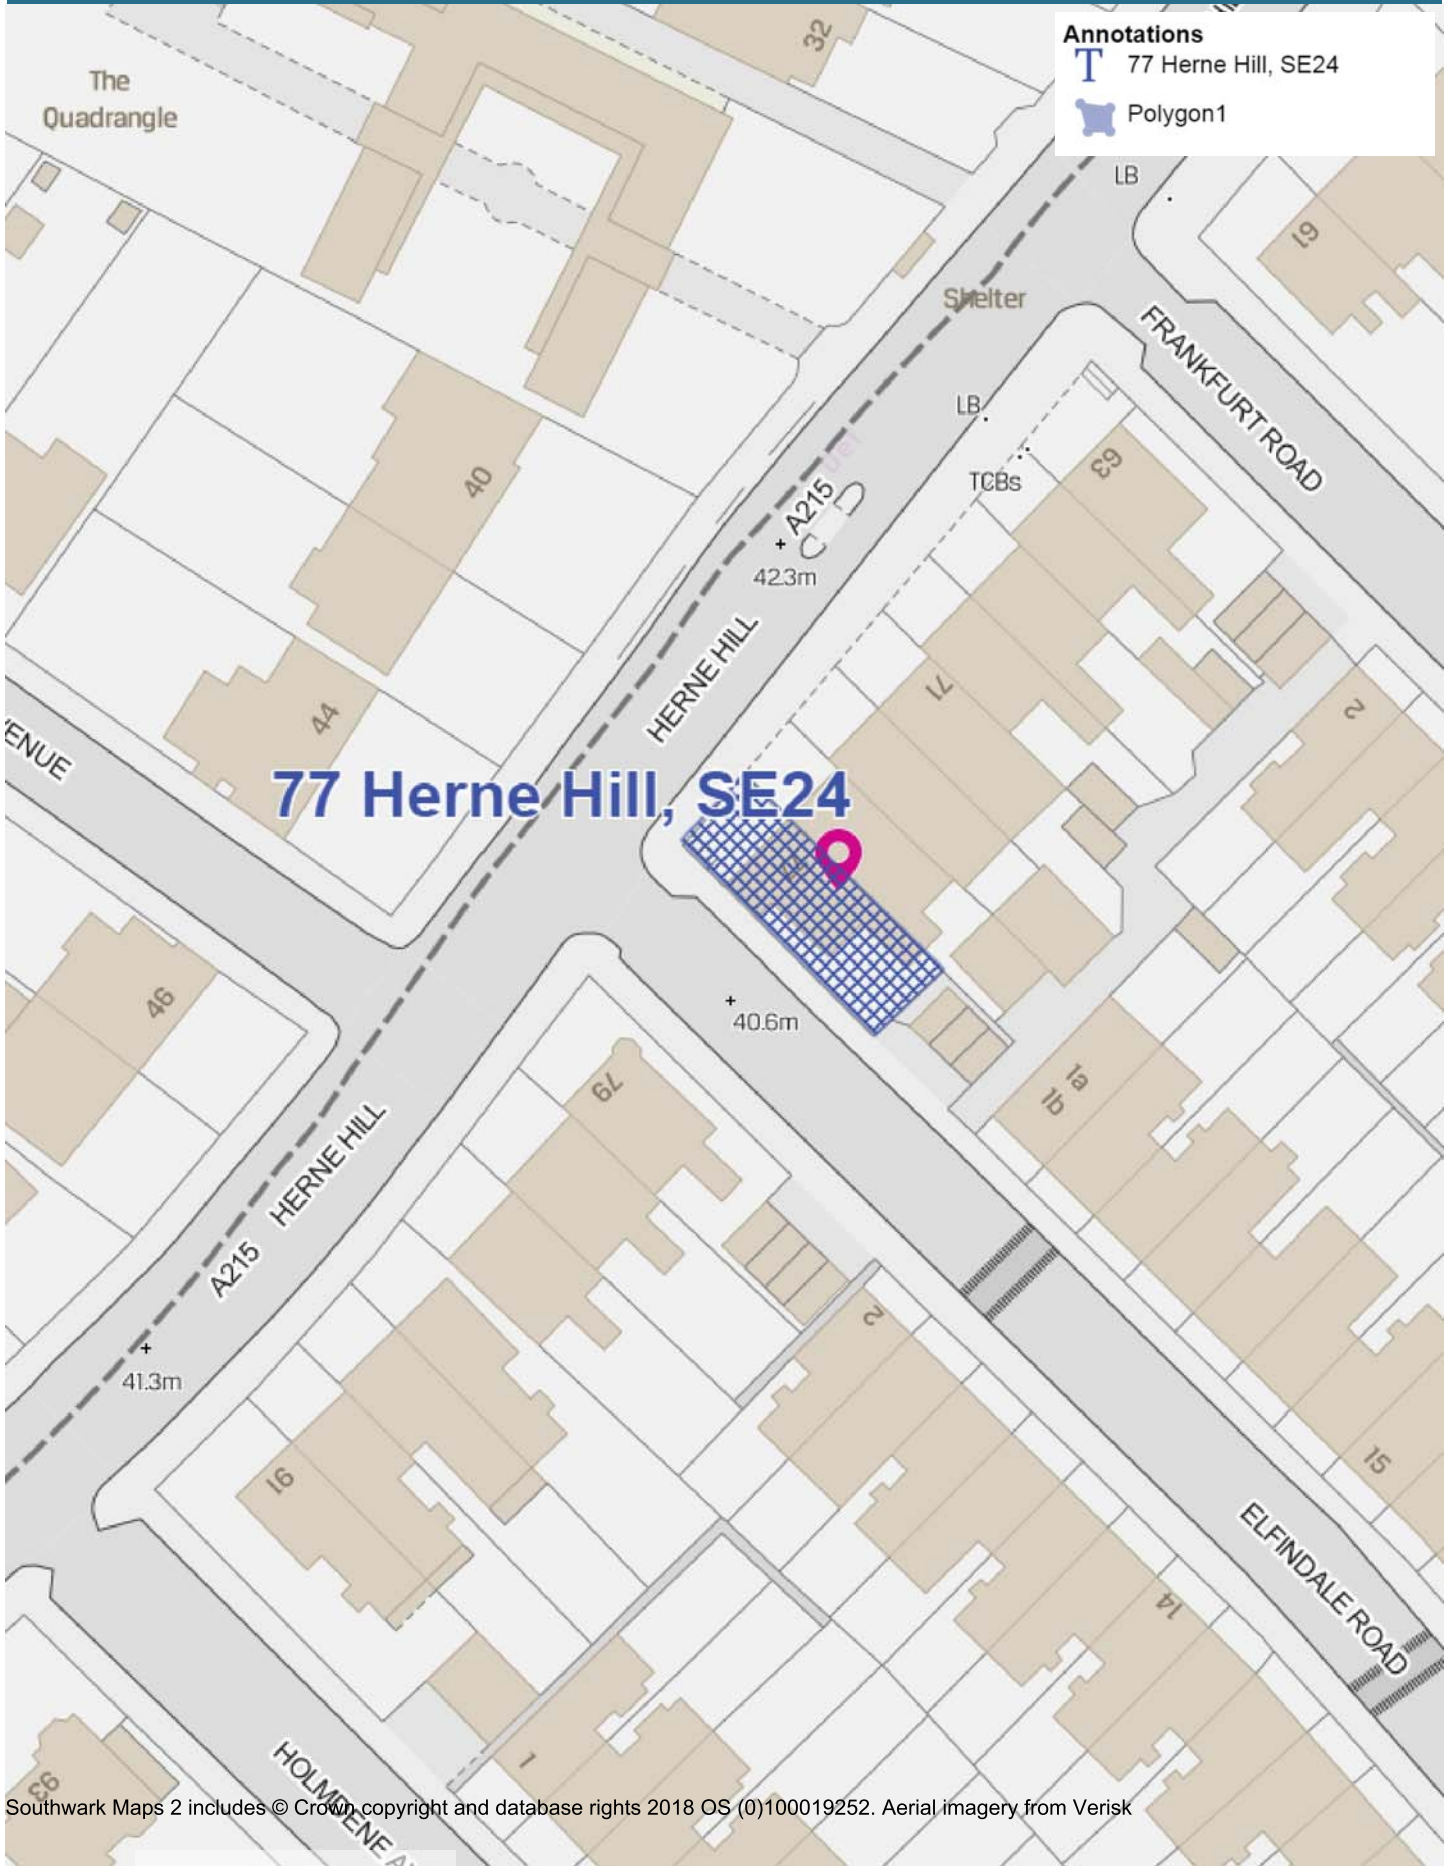 Annotations
77 Herne Hill, SE24
Polygon1
The
Quadrangle
32
LB
61
Shelter
FRANKFURT ROAD
LB
TCBs
63
40
A215
42.3m
HERNE HILL
71
2
44
VENUE
77 Herne Hill, SE24
46
40.6m
79
1a
1b
HERNE HILL
A215
2
41.3m
91
15
ELFINDALE ROAD
14
HOLMDENE A
1
93
Southwark Maps 2 includes © Crown copyright and database rights 2018 OS (0)100019252. Aerial imagery from Verisk